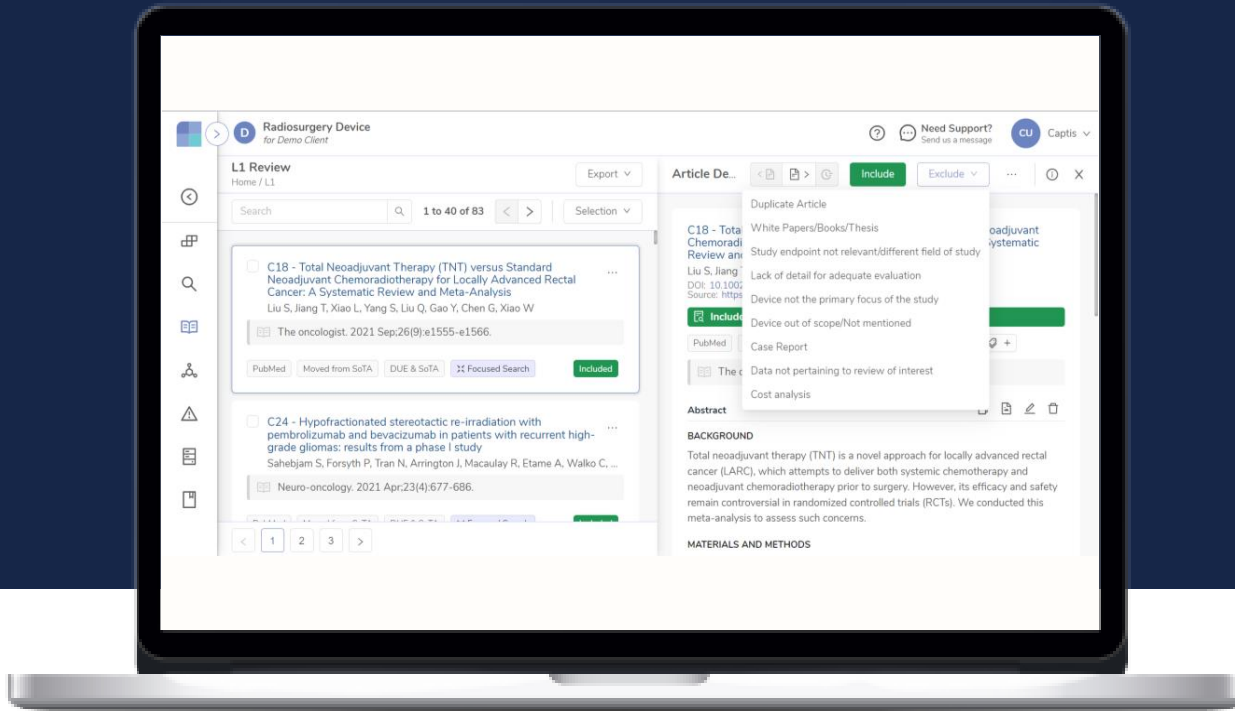 D
Radiosurgery Device
for Demo Client
Need Support?
Send us a message
CU
Captis
L1 Review
Home / L1
Export
Search
1 to 40 of 83
Selection
C18 - Total Neoadjuvant Therapy (TNT) versus Standard
Neoadjuvant Chemoradiotherapy for Locally Advanced Rectal
Cancer: A Systematic Review and Meta-Analysis
Liu S, Jiang T, Xiao L, Yang S, Liu Q, Gao Y, Chen G, Xiao W
The oncologist. 2021 Sep;26(9):e1555-e1566.
PubMed
Moved from SoTA
DUE & SoTA
Focused Search
Included
C24 - Hypofractionated stereotactic re-irradiation with
pembrolizumab and bevacizumab in patients with recurrent high-
grade gliomas: results from a phase I study
Sahebjam S, Forsyth P, Tran N, Arrington J, Macaulay R, Etame A, Walko C, ...
Neuro-oncology. 2021 Apr;23(4):677-686.
1 2 3
Article De...
Include
Exclude
X
Duplicate Article
White Papers/Books/Thesis
Study endpoint not relevant/different field of study
Lack of detail for adequate evaluation
Device not the primary focus of the study
Device out of scope/Not mentioned
Case Report
Data not pertaining to review of interest
Cost analysis
C18 - Tota
oadjuvant
Chemoradi
ystematic
Review an
Liu S, Jiang
DOI: 10.1002
Source: https
Include
PubMed
The
Abstract
BACKGROUND
Total neoadjuvant therapy (TNT) is a novel approach for locally advanced rectal
cancer (LARC), which attempts to deliver both systemic chemotherapy and
neoadjuvant chemoradiotherapy prior to surgery. However, its efficacy and safety
remain controversial in randomized controlled trials (RCTs). We conducted this
meta-analysis to assess such concerns.
MATERIALS AND METHODS